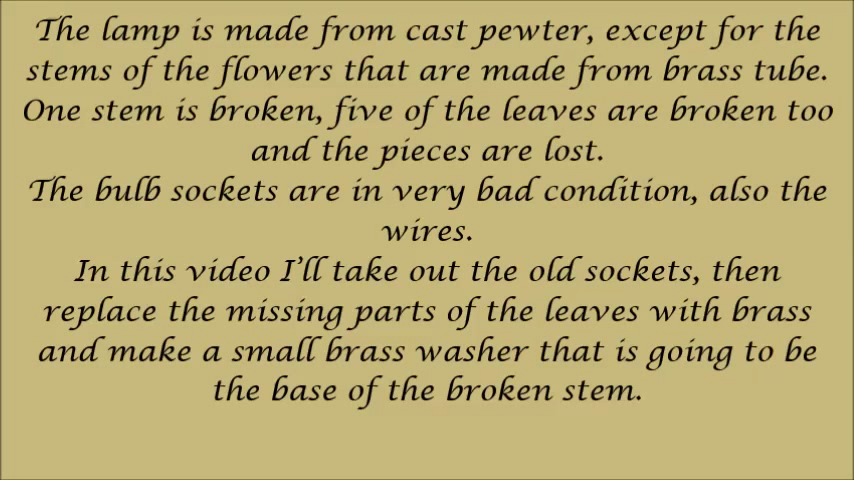 The lamp is made from cast pewter, except for the
stems of the flowers that are made from brass tube.
One stem is broken, five of the leaves are broken too
and the pieces are lost.
The bulb sockets are in very bad condition, also the
wires.
In this video I'll take out the old sockets, then
replace the missing parts of the leaves with brass
and make a small brass washer that is going to be
the base of the broken stem.